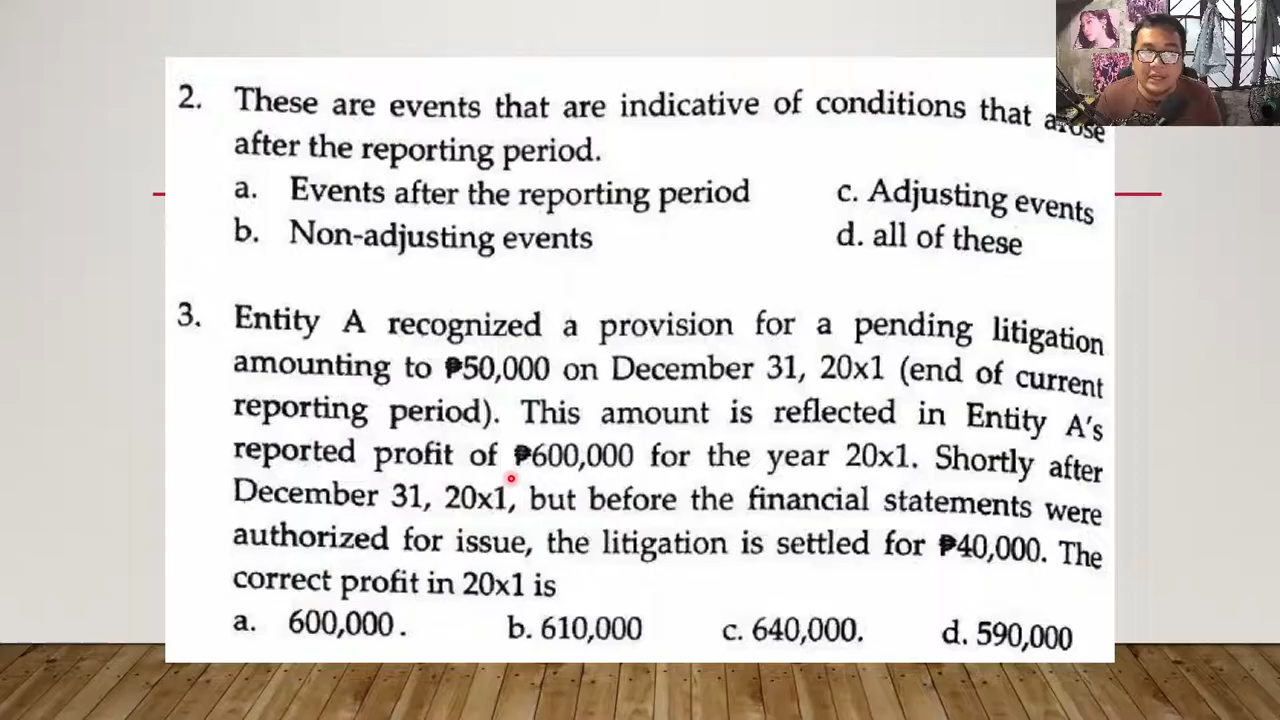 2. These are events that are indicative of conditions that arose
after the reporting period.
a. Events after the reporting period c. Adjusting events
b. Non-adjusting events d. all of these
3. Entity A recognized a provision for a pending litigation
amounting to ₱50,000 on December 31, 20x1 (end of current
reporting period). This amount is reflected in Entity A's
reported profit of ₱600,000 for the year 20x1. Shortly after
December 31, 20x1, but before the financial statements were
authorized for issue, the litigation is settled for ₱40,000. The
correct profit in 20x1 is
a. 600,000. b. 610,000 c. 640,000. d. 590,000